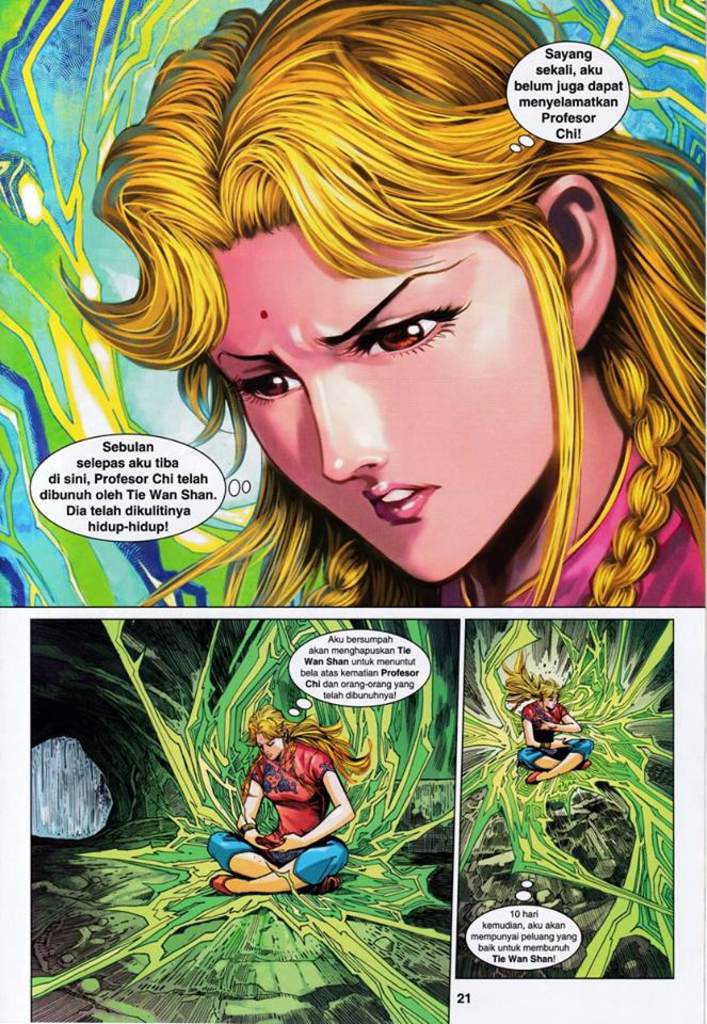 Sayang
sekali, aku
belum juga dapat
menyelamatkan
Profesor
Chi!
Sebulan
selepas aku tiba
di sini, Profesor Chi telah
dibunuh oleh Tie Wan Shan.
Dia telah dikulitinya
hidup-hidup!
Aku bersumpah
akan menghapuskan Tie
Wan Shan untuk menuntut
bela atas kematian Profesor
Chi dan orang-orang yang
telah dibunuhnya!
10 hari
kemudian, aku akan
mempunyai peluang yang
baik untuk membunuh
Tie Wan Shan!
21